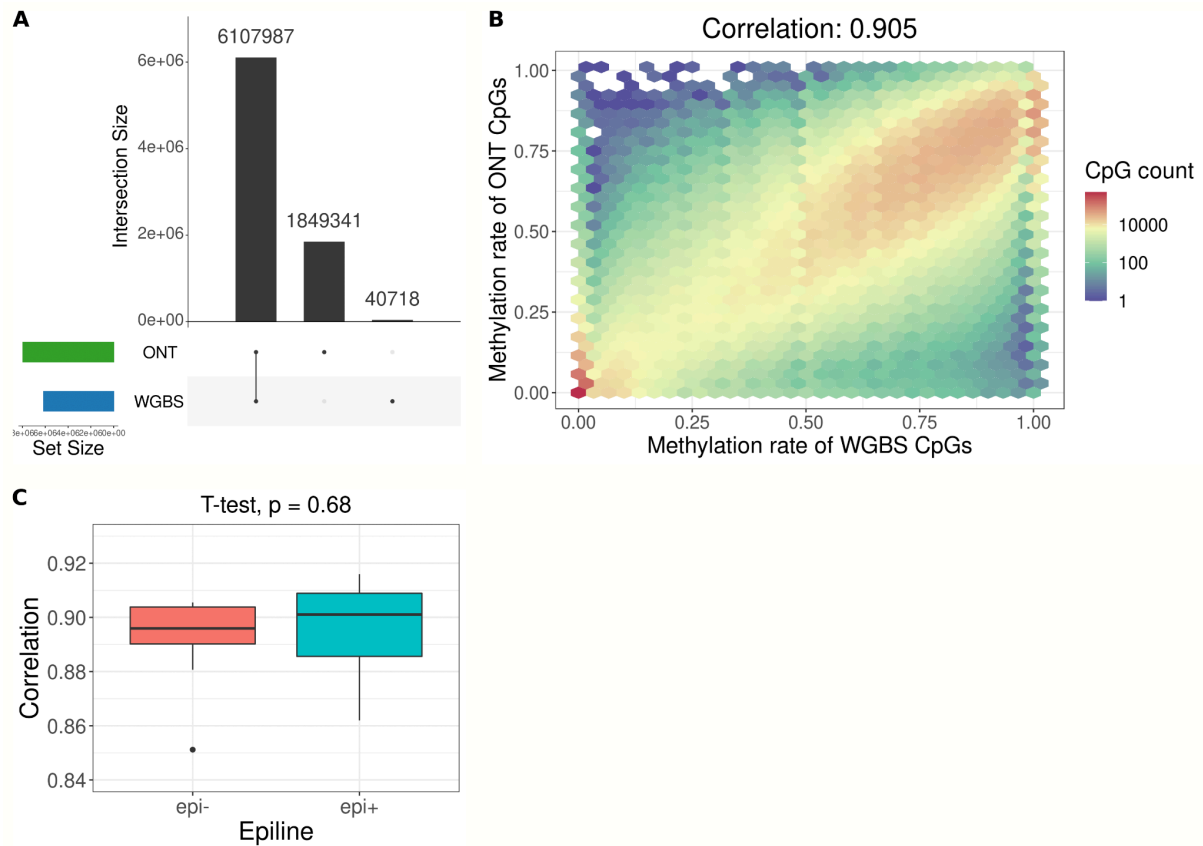 A
6107987
6e+06
4e+06
2e+06
0e+00
Intersection Size
1849341
40718
ONT
WGBS
Set Size
B
Correlation: 0.905
Methylation rate of ONT CpGs
1.00
0.75
0.50
0.25
0.00
0.00 0.25 0.50 0.75 1.00
Methylation rate of WGBS CpGs
CpG count
10000
100
1
C
T-test, p = 0.68
Correlation
0.92
0.90
0.88
0.86
0.84
epi- epi+
Epiline